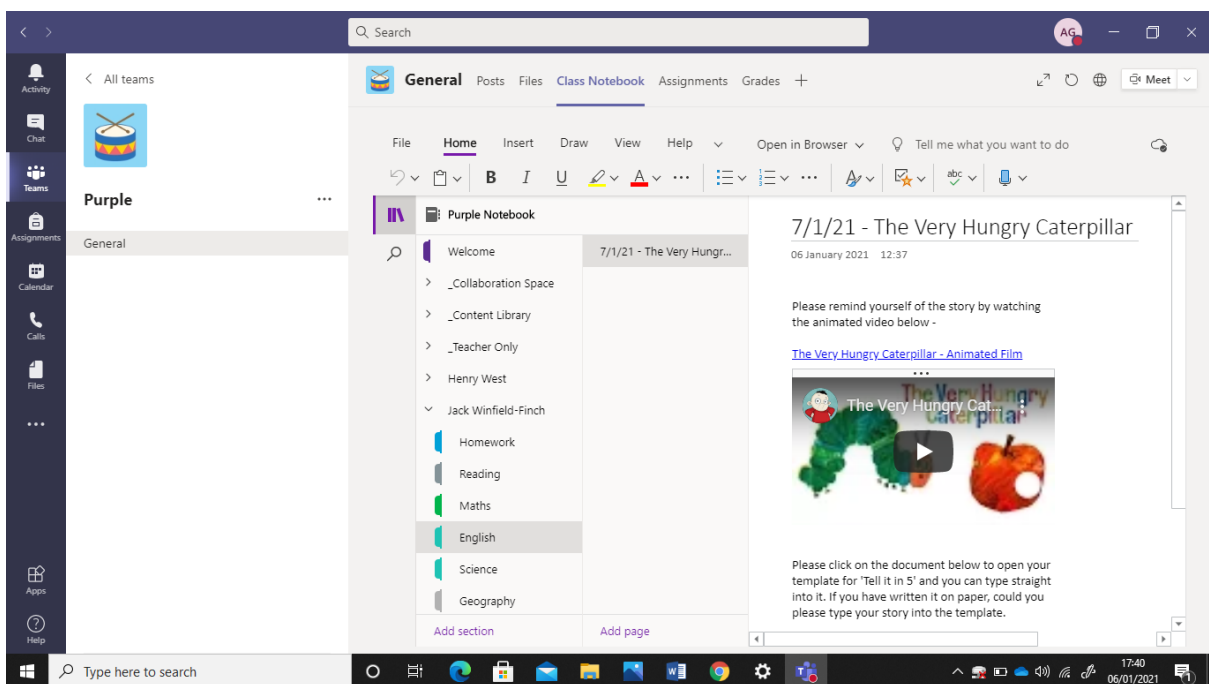 Search
AG
Activity
Chat
Teams
Assignments
Calendar
Calls
Files
Apps
Help
All teams
Purple
General
General Posts Files Class Notebook Assignments Grades
Meet
File Home Insert Draw View Help Open in Browser Tell me what you want to do
B I U A abc
Purple Notebook
Welcome
_Collaboration Space
_Content Library
_Teacher Only
Henry West
Jack Winfield-Finch
Homework
Reading
Maths
English
Science
Geography
Add section
7/1/21 - The Very Hungr...
Add page
7/1/21 - The Very Hungry Caterpillar
06 January 2021 12:37
Please remind yourself of the story by watching
the animated video below -
The Very Hungry Caterpillar - Animated Film
The Very Hungry Cat...
The Very Hungry
Caterpillar
Please click on the document below to open your
template for 'Tell it in 5' and you can type straight
into it. If you have written it on paper, could you
please type your story into the template.
Type here to search
17:40
06/01/2021